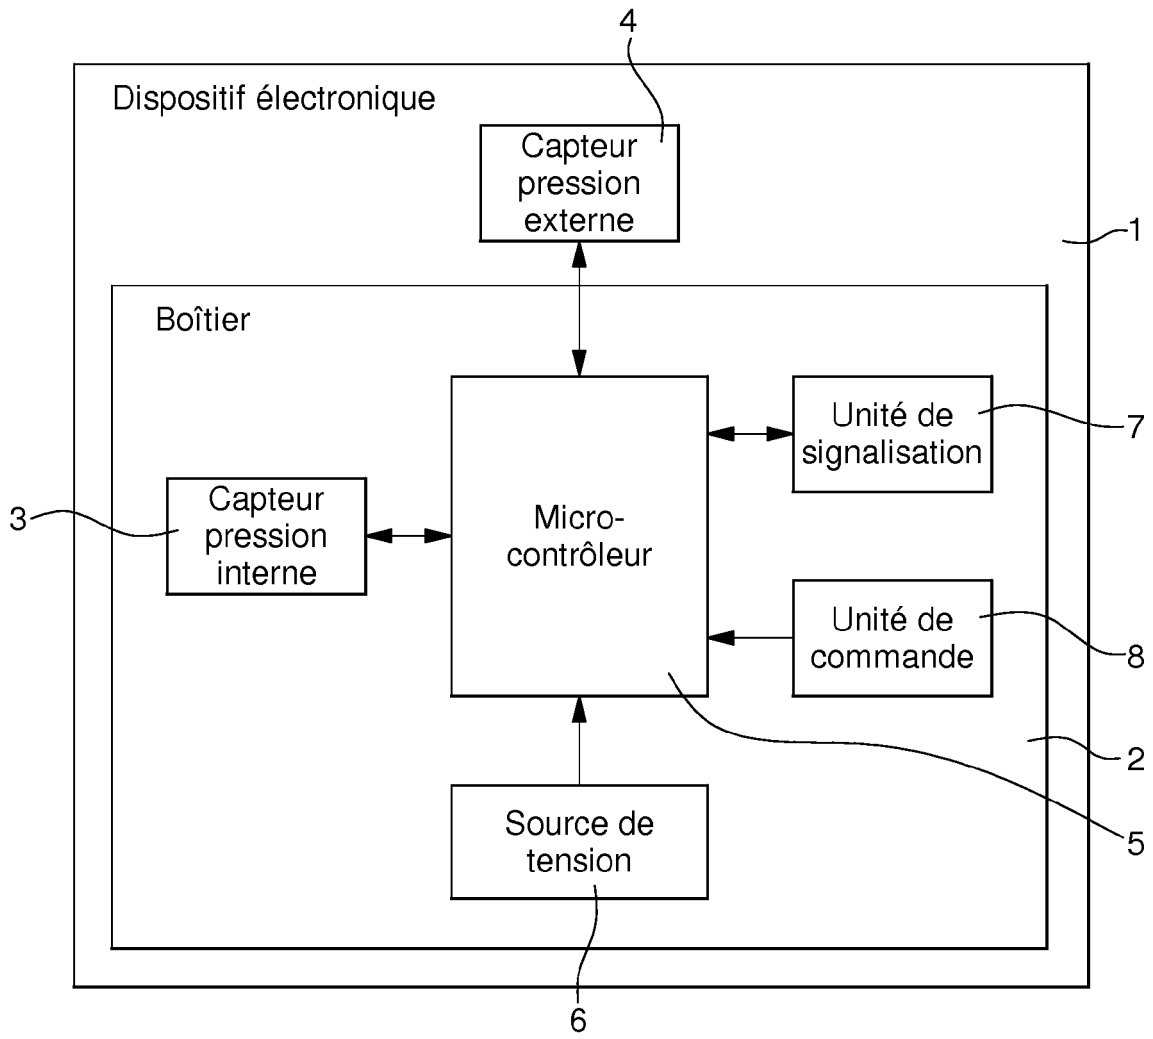 4
Dispositif électronique
Capteur
pression
externe
1
Boîtier
Unité de
signalisation
7
Capteur
pression
interne
3
Micro-
contrôleur
Unité de
commande
8
2
Source de
tension
5
6